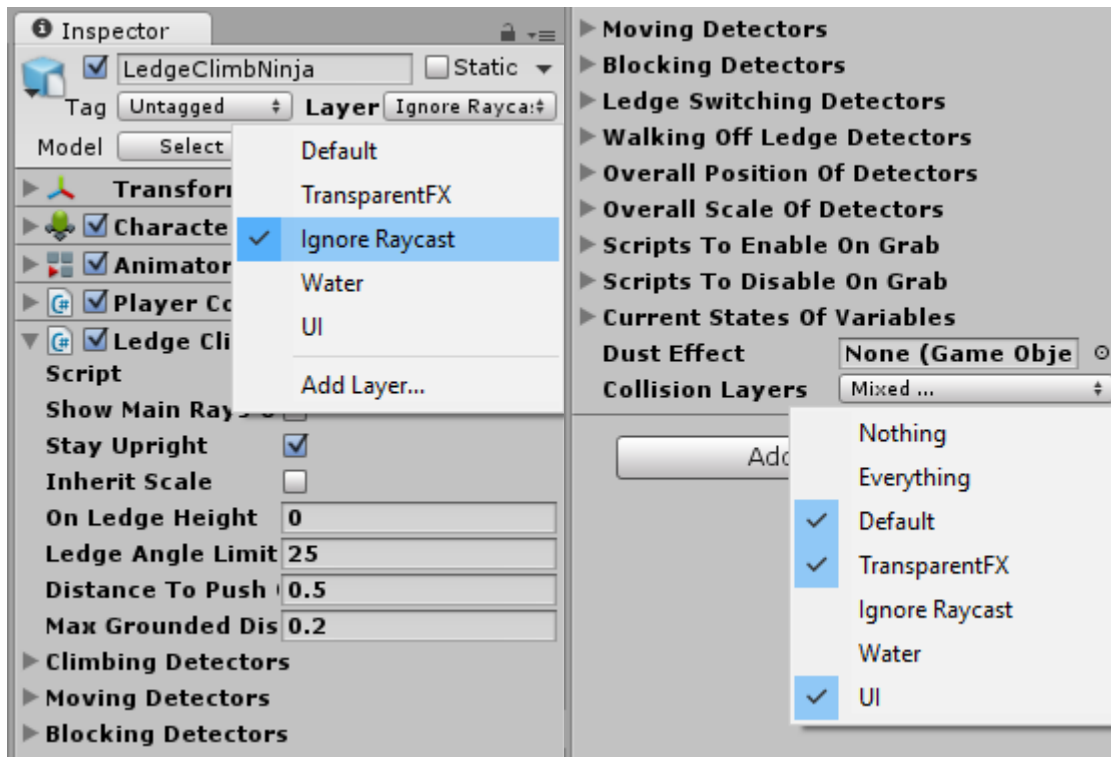 Inspector
LedgeClimbNinja
Static
Tag
Untagged
Layer
Ignore Rayca
Model
Select
Default
TransparentFX
Ignore Raycast
Water
UI
Add Layer...
Transfor
Characte
Animator
Player Co
Ledge Cli
Script
Show Main Rays
Stay Upright
Inherit Scale
On Ledge Height
0
Ledge Angle Limit
25
Distance To Push
0.5
Max Grounded Dis
0.2
Climbing Detectors
Moving Detectors
Blocking Detectors
Moving Detectors
Blocking Detectors
Ledge Switching Detectors
Walking Off Ledge Detectors
Overall Position Of Detectors
Overall Scale Of Detectors
Scripts To Enable On Grab
Scripts To Disable On Grab
Current States Of Variables
Dust Effect
None (Game Obje
Collision Layers
Mixed ...
Add
Nothing
Everything
Default
TransparentFX
Ignore Raycast
Water
UI